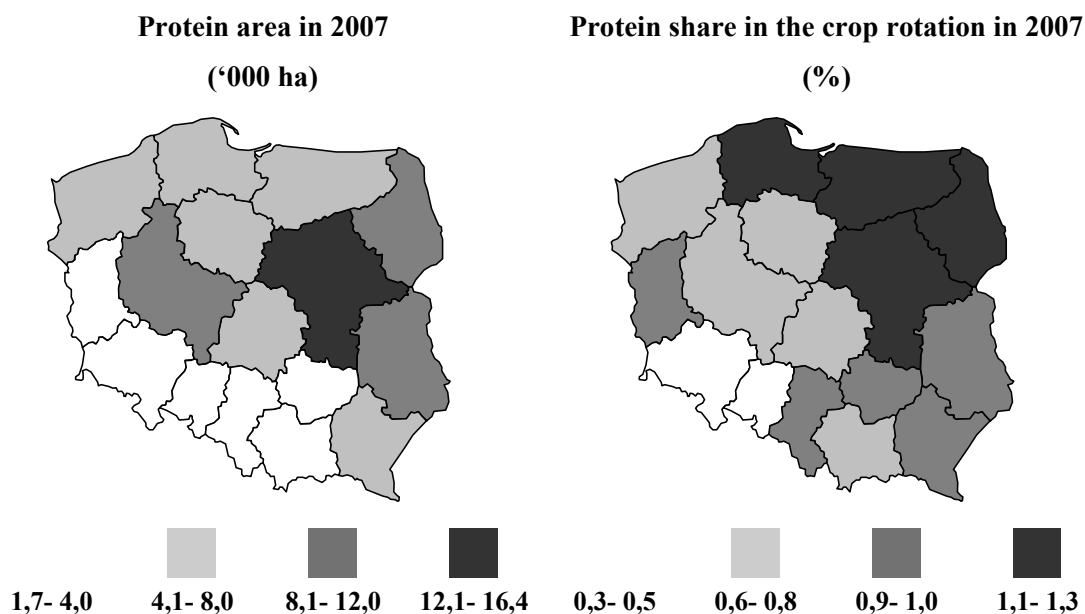 Protein area in 2007
(‘000 ha)
Protein share in the crop rotation in 2007
(%)
1,7- 4,0 4,1- 8,0 8,1- 12,0 12,1- 16,4
0,3- 0,5 0,6- 0,8 0,9- 1,0 1,1- 1,3